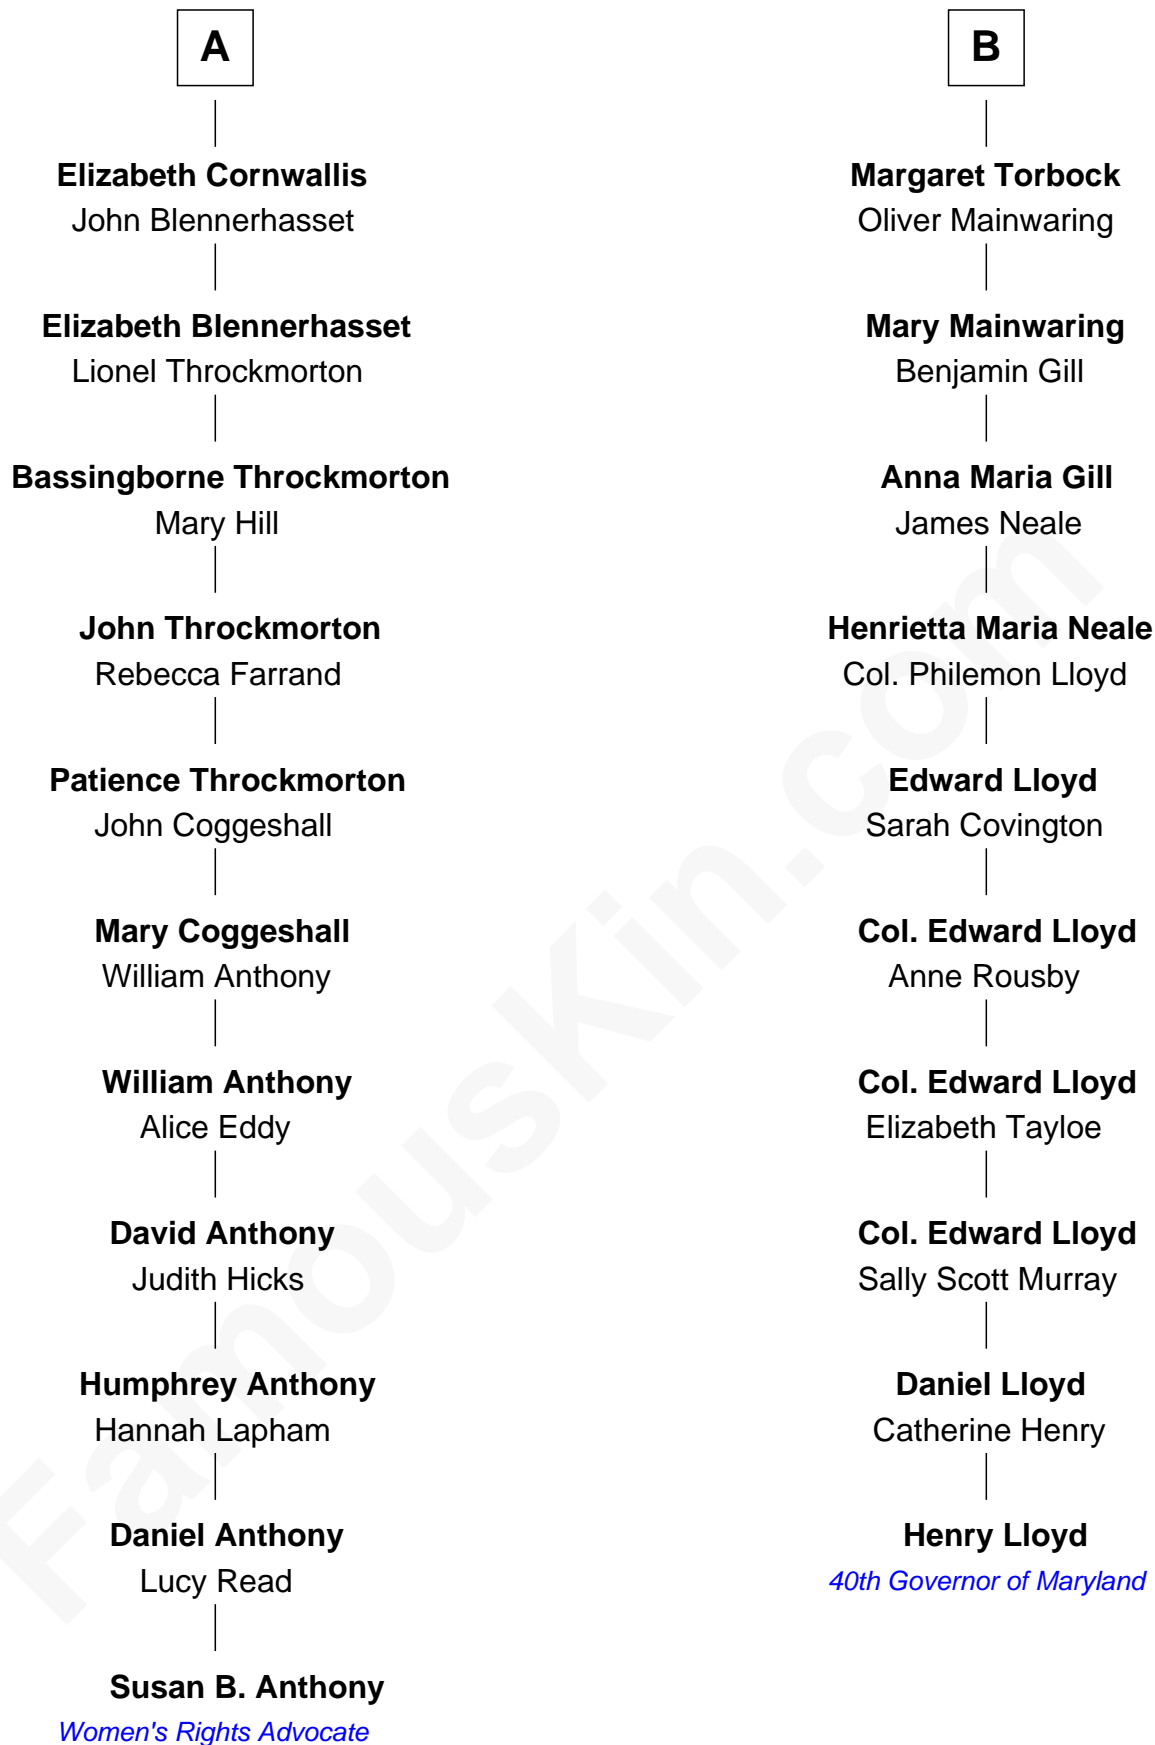 A
Elizabeth Cornwallis
John Blennerhasset
Elizabeth Blennerhasset
Lionel Throckmorton
Bassingborne Throckmorton
Mary Hill
John Throckmorton
Rebecca Farrand
Patience Throckmorton
John Coggeshall
Mary Coggeshall
William Anthony
William Anthony
Alice Eddy
David Anthony
Judith Hicks
Humphrey Anthony
Hannah Lapham
Daniel Anthony
Lucy Read
Susan B. Anthony
Women's Rights Advocate
B
Margaret Torbock
Oliver Mainwaring
Mary Mainwaring
Benjamin Gill
Anna Maria Gill
James Neale
Henrietta Maria Neale
Col. Philemon Lloyd
Edward Lloyd
Sarah Covington
Col. Edward Lloyd
Anne Rousby
Col. Edward Lloyd
Elizabeth Tayloe
Col. Edward Lloyd
Sally Scott Murray
Daniel Lloyd
Catherine Henry
Henry Lloyd
40th Governor of Maryland
FamousKin.com